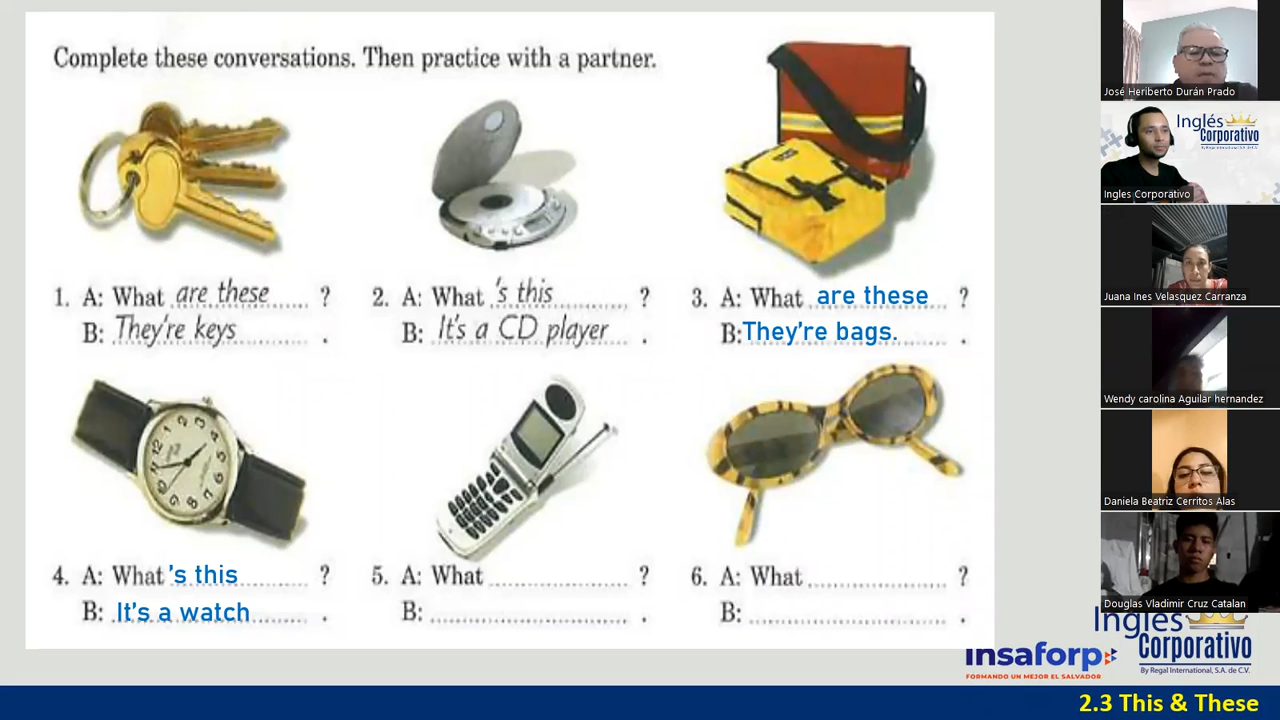 Complete these conversations. Then practice with a partner.
1. A: What are these ?
B: They're keys .
2. A: What 's this ?
B: It's a CD player .
3. A: What are these ?
B: They're bags. .
4. A: What 's this ?
B: It's a watch .
5. A: What ?
B: .
6. A: What ?
B: .
José Heriberto Durán Prado
Inglés
Corporativo
By Regal International, S.A. de C.V.
Ingles Corporativo
Juana Ines Velasquez Carranza
Wendy carolina Aguilar hernandez
Daniela Beatriz Cerritos Alas
Douglas Vladimir Cruz Catalan
insaforp
FORMANDO UN MEJOR EL SALVADOR
Inglés
Corporativo
By Regal International, S.A. de C.V.
2.3 This & These